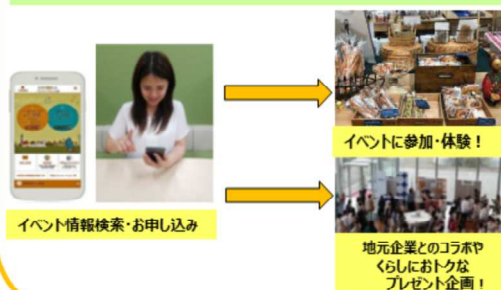 イベント情報検索・お申し込み
イベントに参加・体験！
地元企業とのコラボや
くらしにおトクな
プレゼント企画！